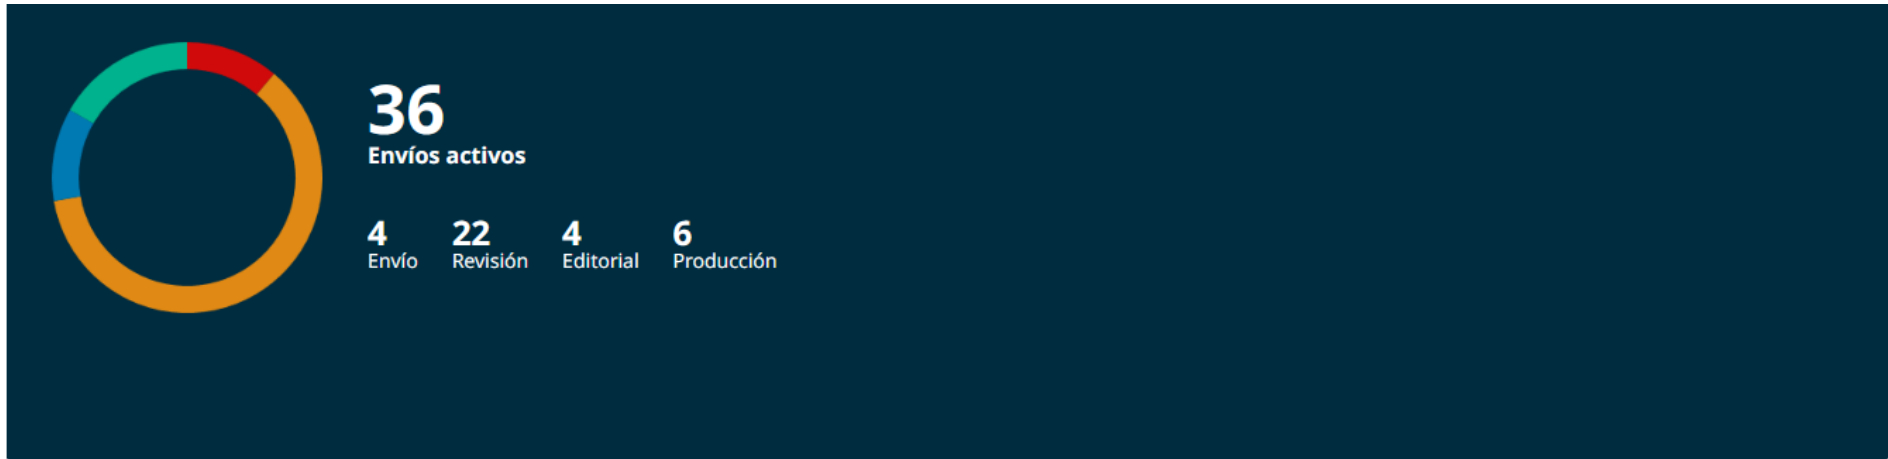 36
Envíos activos
4 22 4 6
Envío Revisión Editorial Producción